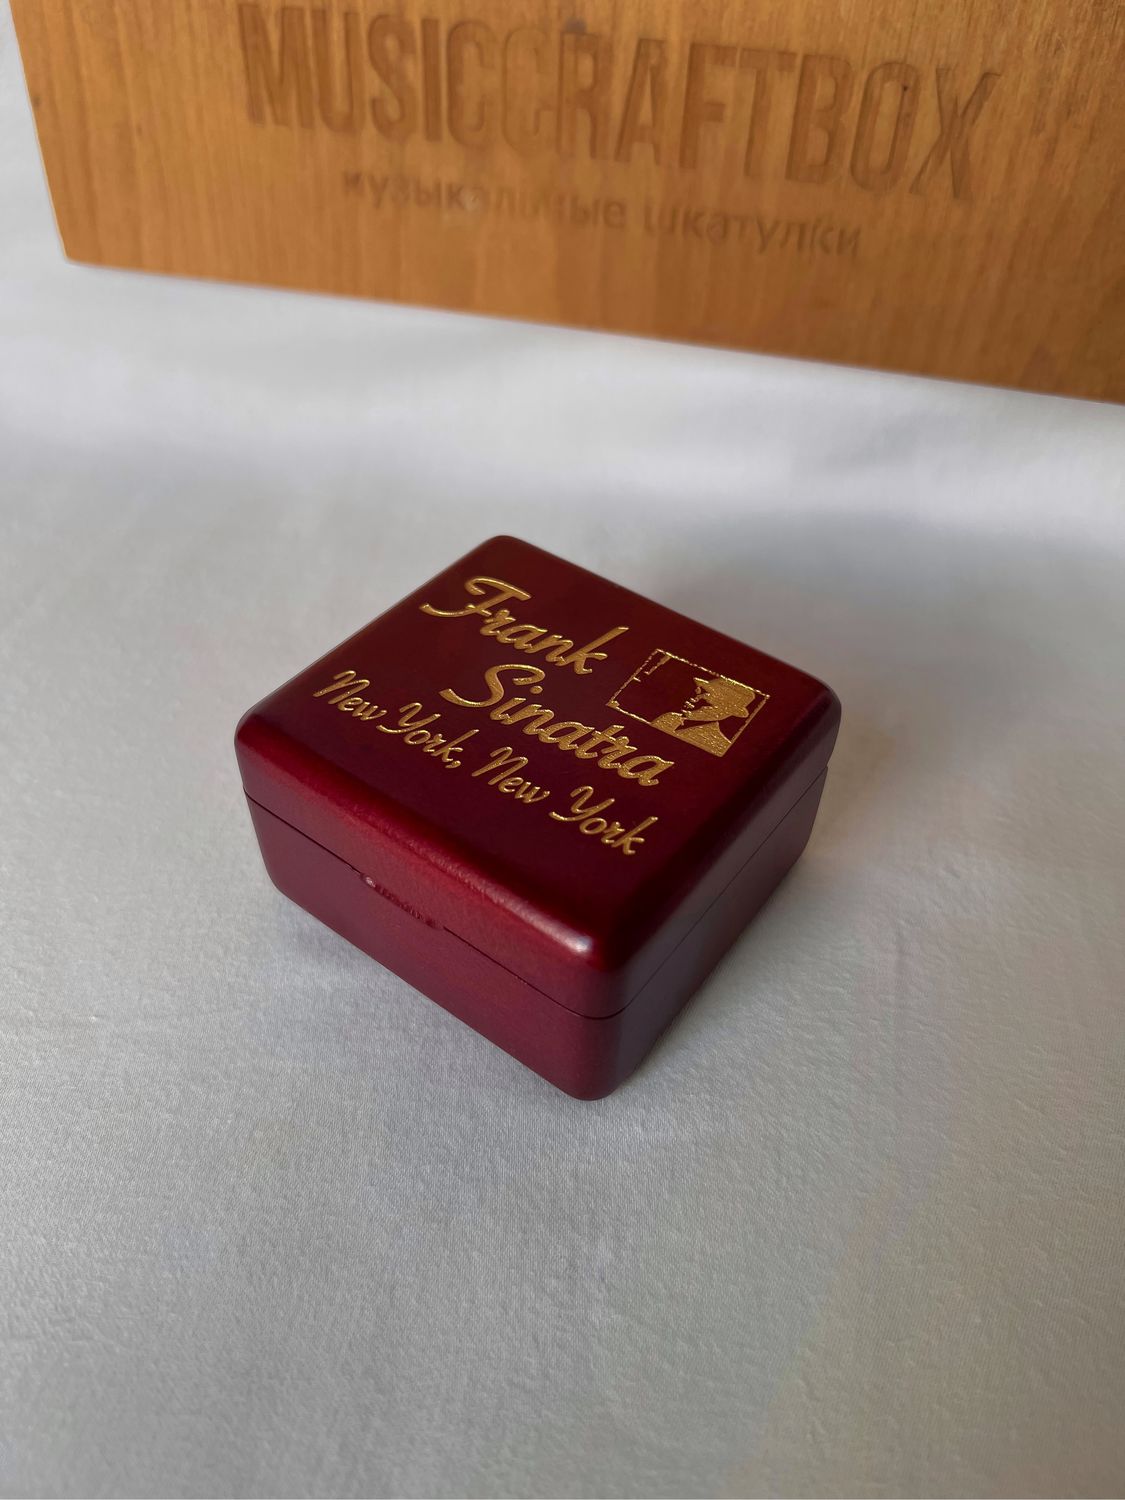 MUSICCRAFTBOX
музыкальные шкатулки
Frank
Sinatra
New York, New York